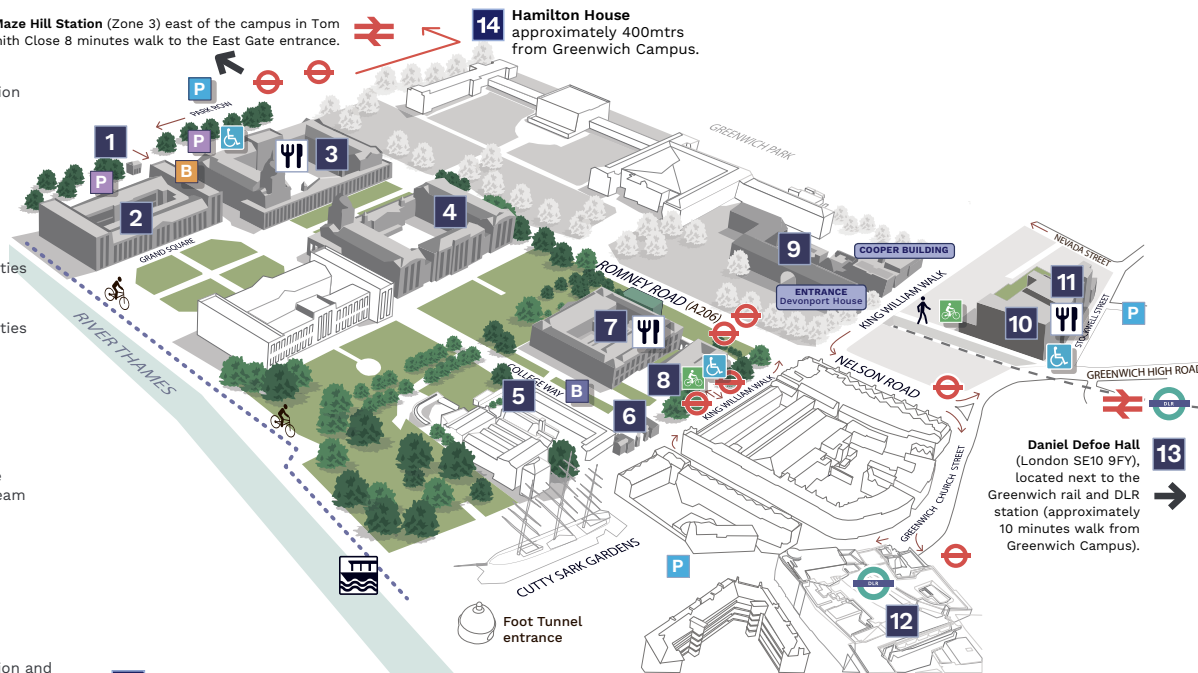 Maze Hill Station (Zone 3) east of the campus in Tom
Smith Close 8 minutes walk to the East Gate entrance.
14
Hamilton House
approximately 400mtrs
from Greenwich Campus.
P
PARK ROW
1
P
P
B
3
2
4
GRAND SQUARE
GREENWICH PARK
9
COOPER BUILDING
ENTRANCE
Devonport House
NEVADA STREET
11
10
P
STOCKWELL STREET
KING WILLIAM WALK
ROMNEY ROAD (A206)
7
RIVER THAMES
COLLEGE WAY
5
B
8
6
KING WILLIAM WALK
NELSON ROAD
GREENWICH HIGH ROAD
DLR
Daniel Defoe Hall
(London SE10 9FY),
located next to the
Greenwich rail and DLR
station (approximately
10 minutes walk from
Greenwich Campus).
13
GREENWICH CHURCH STREET
CUTTY SARK GARDENS
P
DLR
12
Foot Tunnel
entrance
ties
ties
eam
ion and